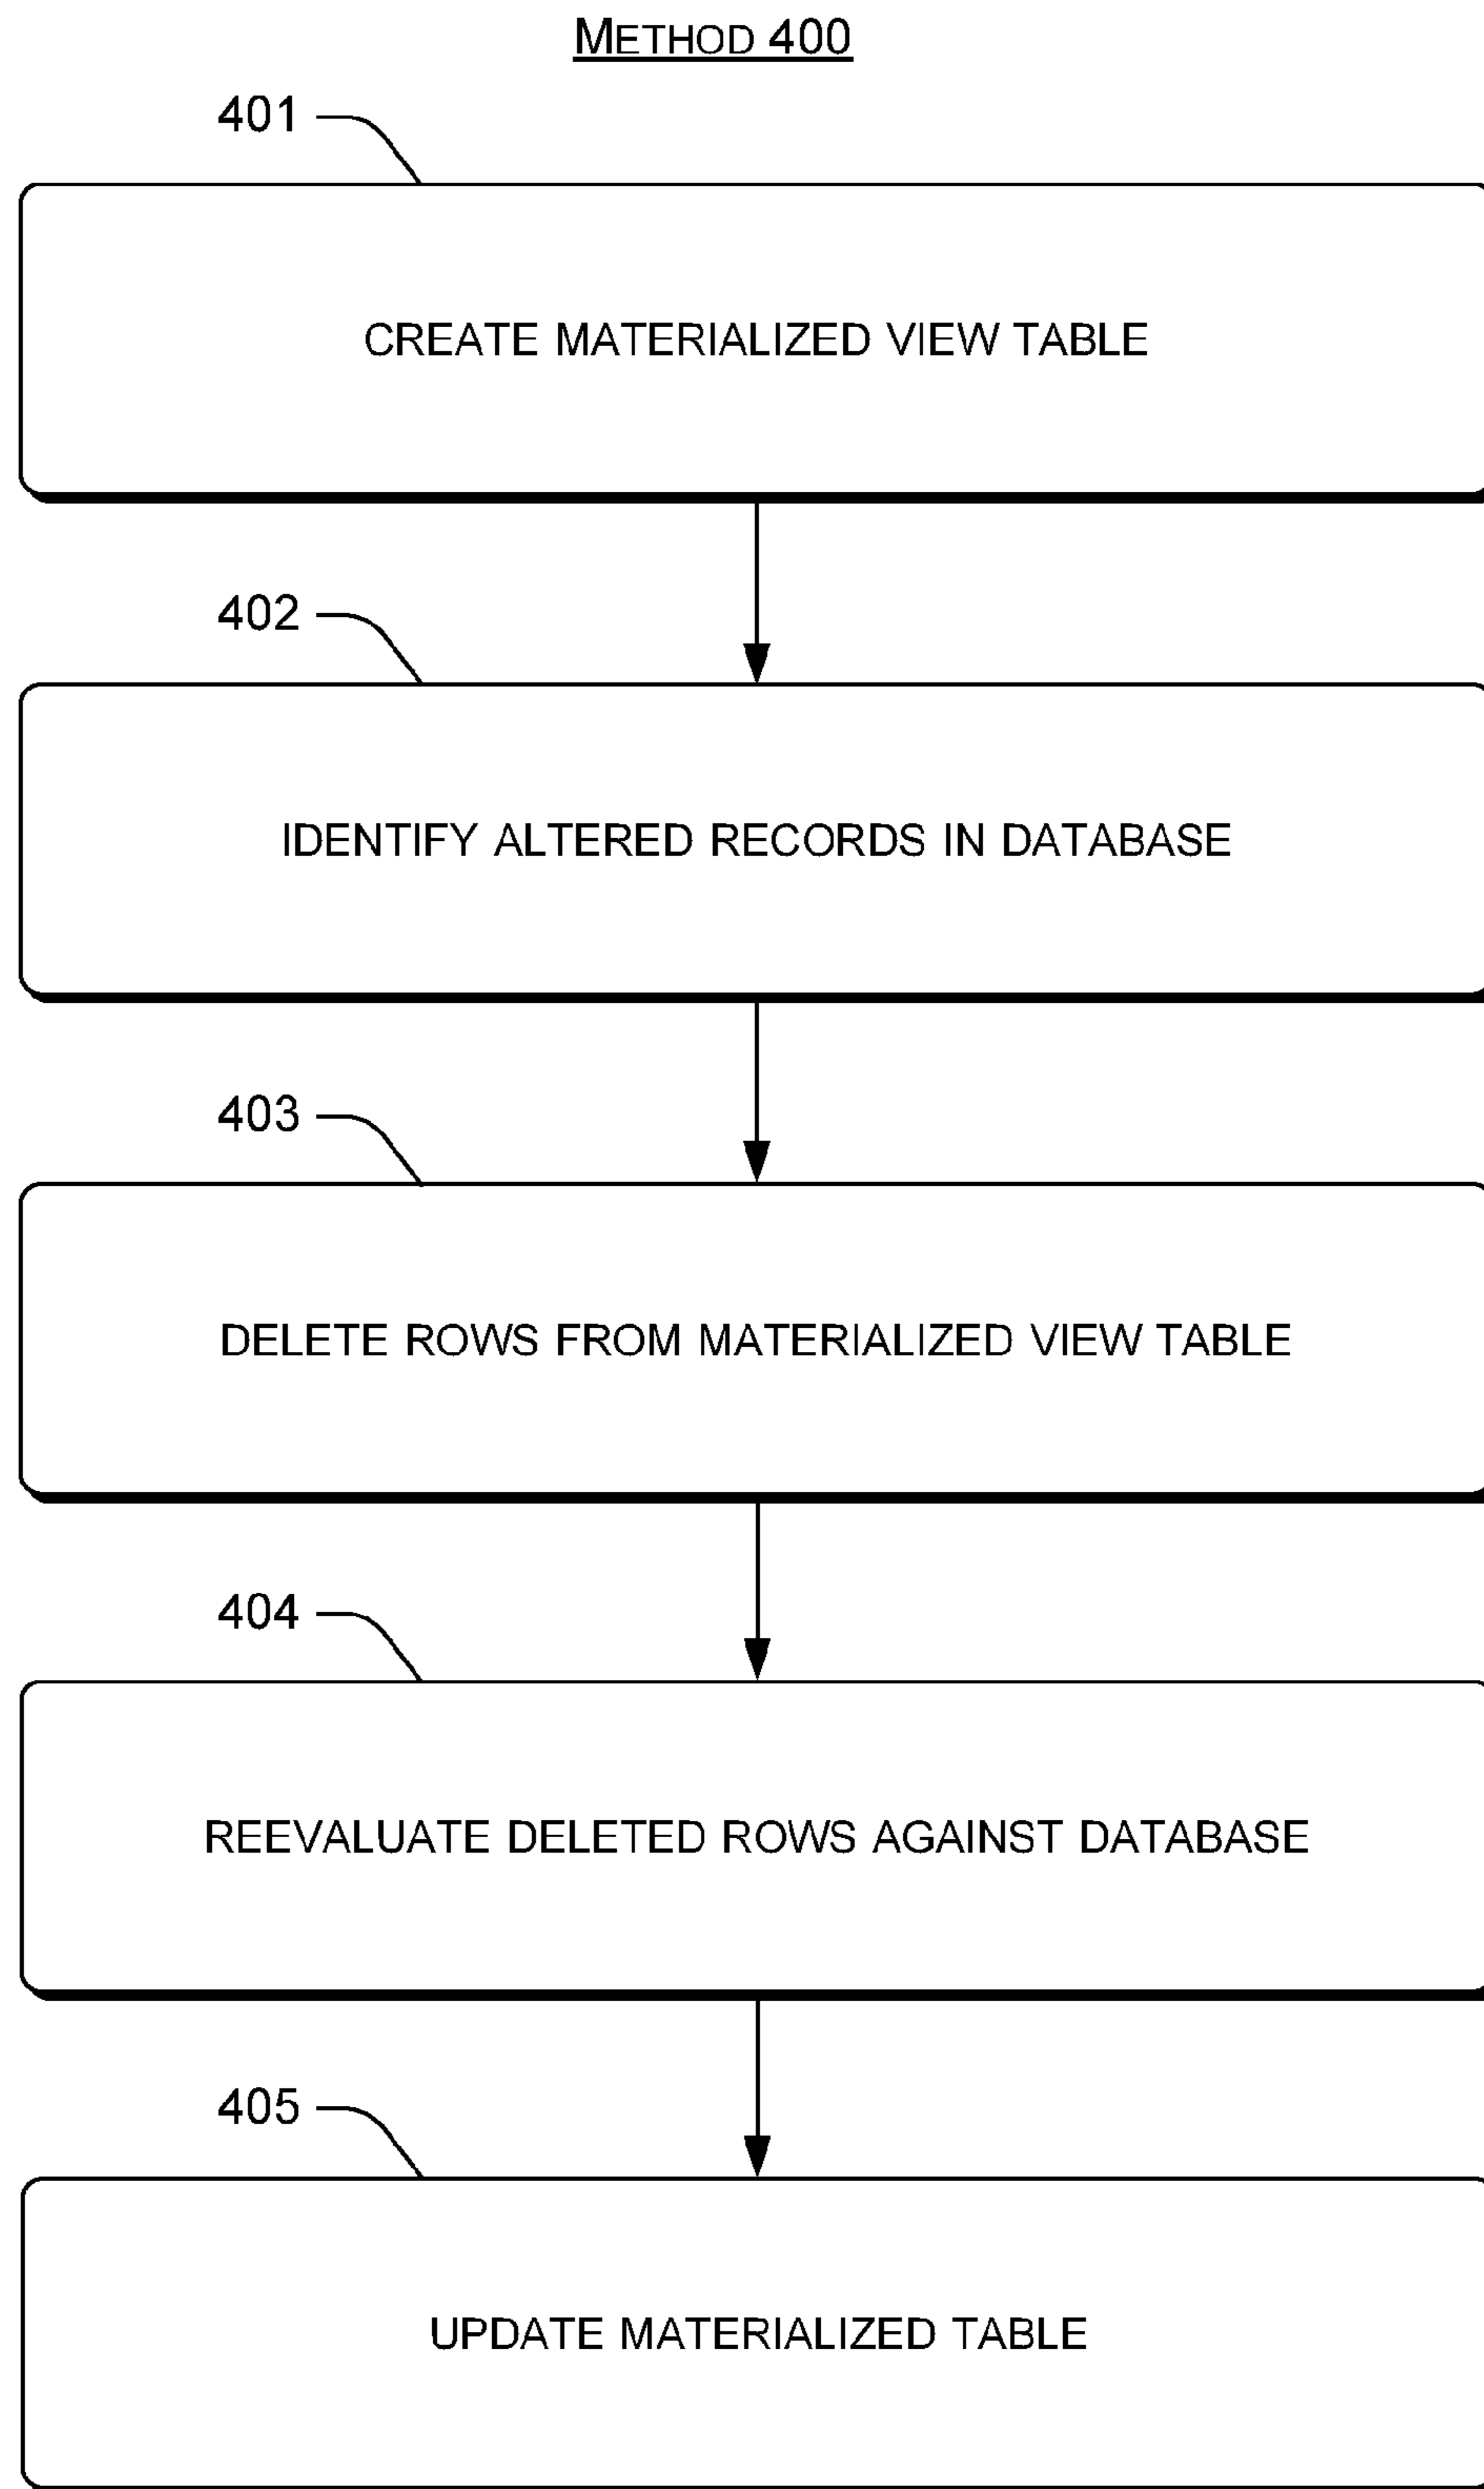 METHOD 400
401
CREATE MATERIALIZED VIEW TABLE
402
IDENTIFY ALTERED RECORDS IN DATABASE
403
DELETE ROWS FROM MATERIALIZED VIEW TABLE
404
REEVALUATE DELETED ROWS AGAINST DATABASE
405
UPDATE MATERIALIZED TABLE